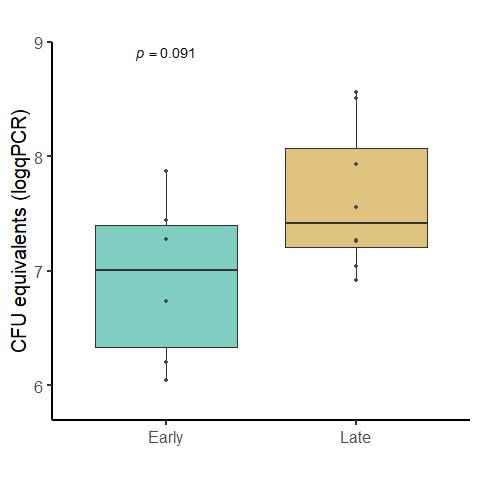 p = 0.091
CFU equivalents (logqPCR)
9
8
7
6
Early
Late